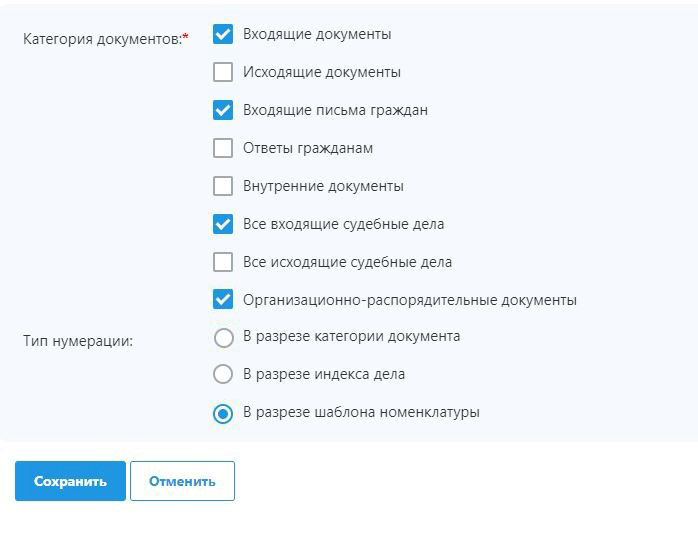 Категория документов:*
Входящие документы
Исходящие документы
Входящие письма граждан
Ответы гражданам
Внутренние документы
Все входящие судебные дела
Все исходящие судебные дела
Организационно-распорядительные документы
Тип нумерации:
В разрезе категории документа
В разрезе индекса дела
В разрезе шаблона номенклатуры
Сохранить
Отменить